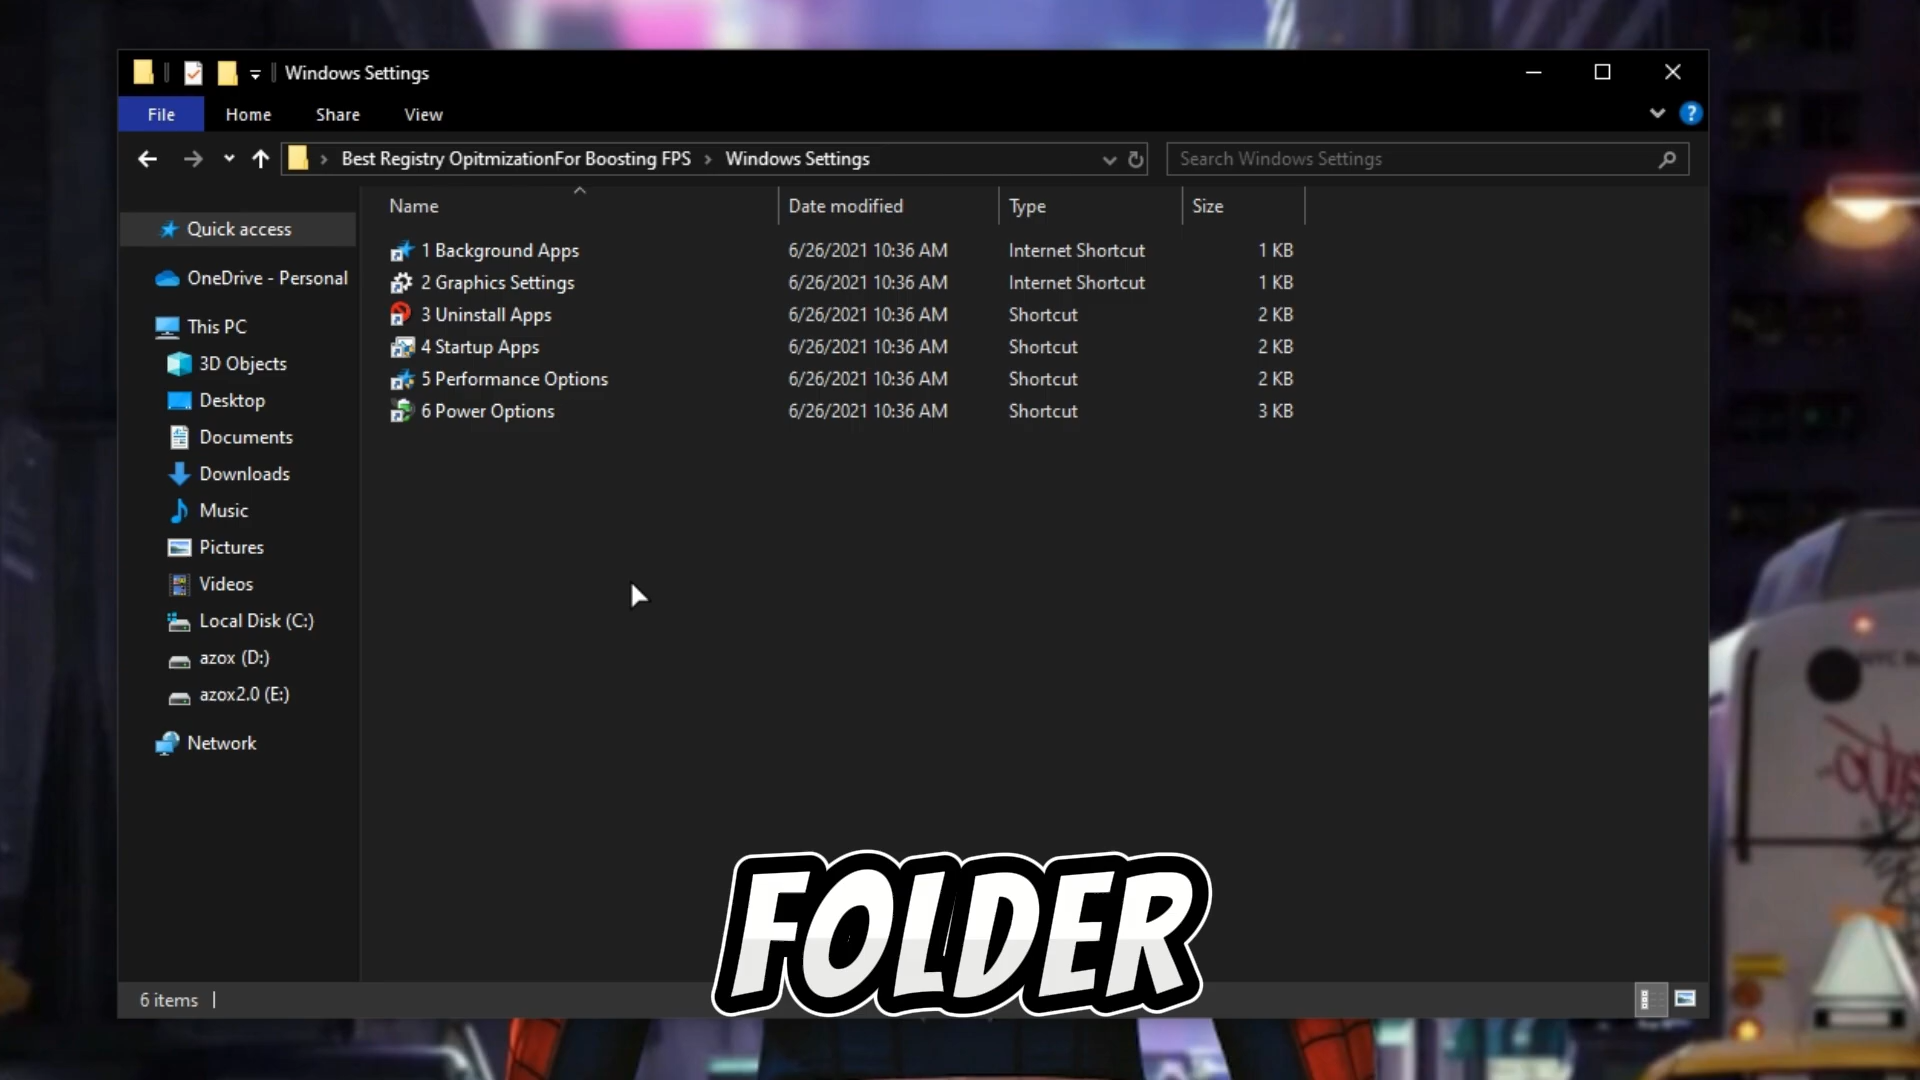 Windows Settings
File Home Share View
Best Registry OpitmizationFor Boosting FPS > Windows Settings
Search Windows Settings
Name Date modified Type Size
1 Background Apps 6/26/2021 10:36 AM Internet Shortcut 1 KB
2 Graphics Settings 6/26/2021 10:36 AM Internet Shortcut 1 KB
3 Uninstall Apps 6/26/2021 10:36 AM Shortcut 2 KB
4 Startup Apps 6/26/2021 10:36 AM Shortcut 2 KB
5 Performance Options 6/26/2021 10:36 AM Shortcut 2 KB
6 Power Options 6/26/2021 10:36 AM Shortcut 3 KB
Quick access
OneDrive - Personal
This PC
3D Objects
Desktop
Documents
Downloads
Music
Pictures
Videos
Local Disk (C:)
azox (D:)
azox2.0 (E:)
Network
FOLDER
6 items